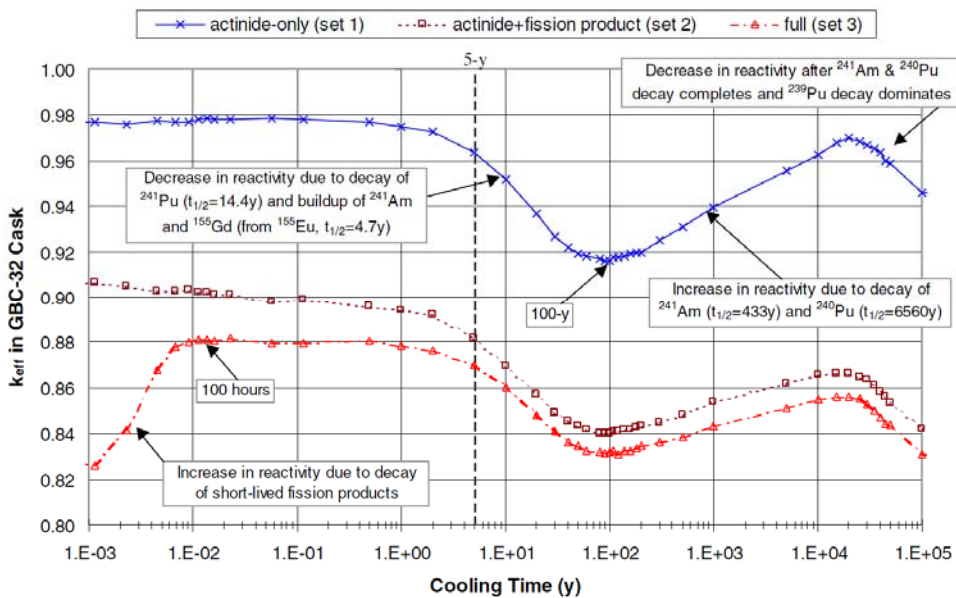 actinide-only (set 1) actinide+fission product (set 2) full (set 3)
5-y
1.00
0.98
0.96
0.94
0.92
0.90
0.88
0.86
0.84
0.82
0.80
k_eff in GBC-32 Cask
Decrease in reactivity after ²⁴¹Am & ²⁴⁰Pu
decay completes and ²³⁹Pu decay dominates
Decrease in reactivity due to decay of
²⁴¹Pu (t₁/₂=14.4y) and buildup of ²⁴¹Am
and ¹⁵⁵Gd (from ¹⁵⁵Eu, t₁/₂=4.7y)
100-y
Increase in reactivity due to decay of
²⁴¹Am (t₁/₂=433y) and ²⁴⁰Pu (t₁/₂=6560y)
100 hours
Increase in reactivity due to decay
of short-lived fission products
1.E-03 1.E-02 1.E-01 1.E+00 1.E+01 1.E+02 1.E+03 1.E+04 1.E+05
Cooling Time (y)